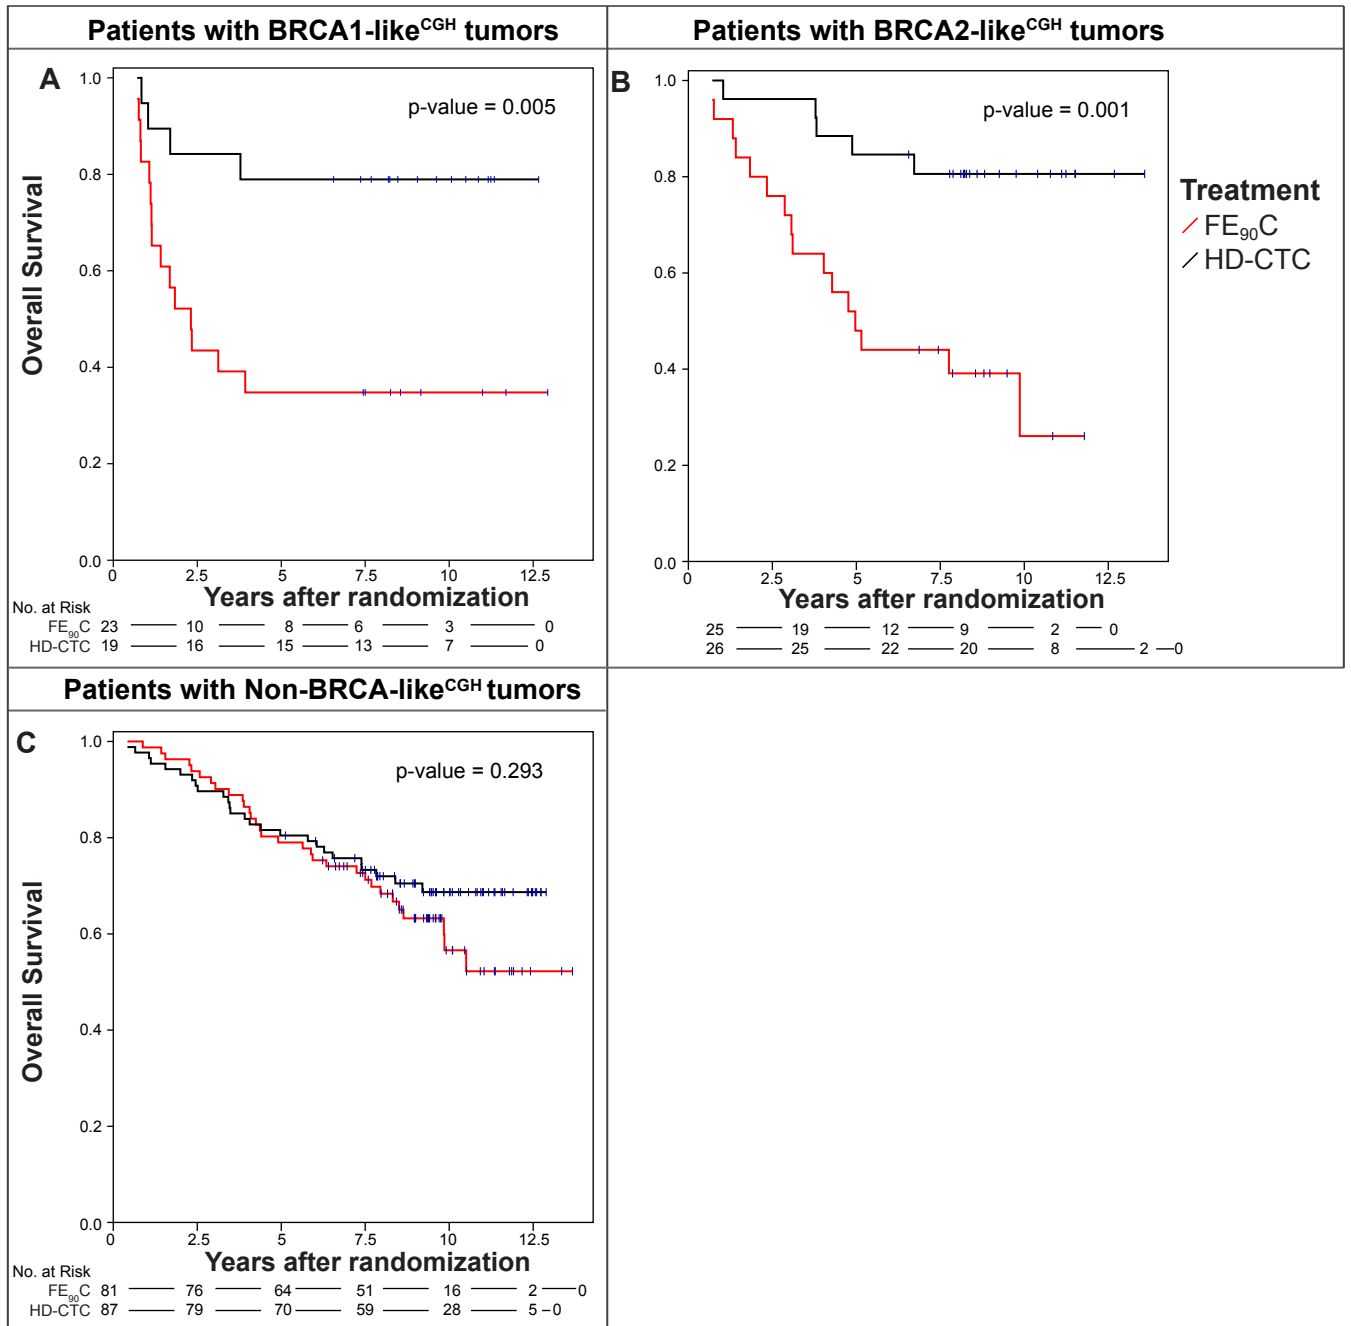 Patients with BRCA1-likeCGH tumors
Patients with BRCA2-likeCGH tumors
A
p-value = 0.005
1.0
0.8
0.6
0.4
0.2
0.0
Overall Survival
0 2.5 5 7.5 10 12.5
Years after randomization
No. at Risk
FE90C 23 10 8 6 3 0
HD-CTC 19 16 15 13 7 0
B
p-value = 0.001
1.0
0.8
0.6
0.4
0.2
0.0
0 2.5 5 7.5 10 12.5
Years after randomization
25 19 12 9 2 0
26 25 22 20 8 2 0
Treatment
FE90C
HD-CTC
Patients with Non-BRCA-likeCGH tumors
C
p-value = 0.293
1.0
0.8
0.6
0.4
0.2
0.0
Overall Survival
0 2.5 5 7.5 10 12.5
Years after randomization
No. at Risk
FE90C 81 76 64 51 16 2 0
HD-CTC 87 79 70 59 28 5 0